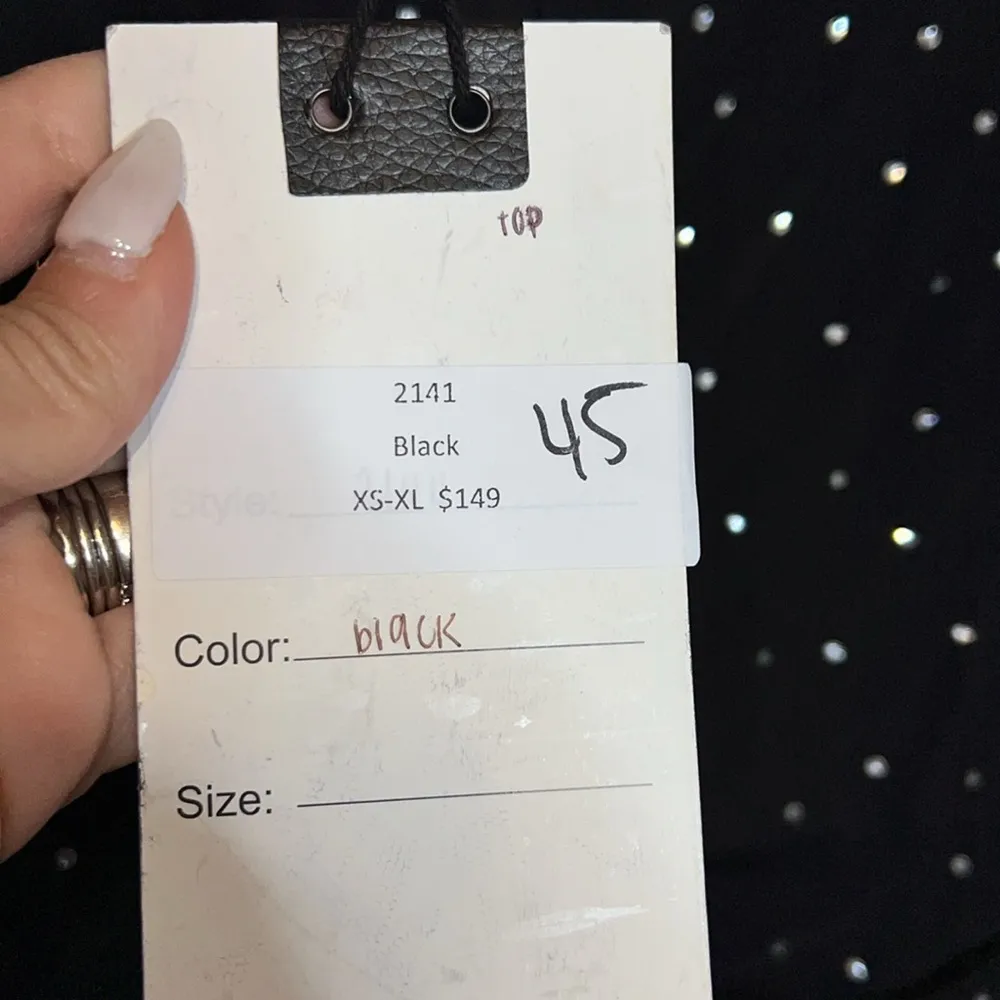 top
2141
45
Black
XS-XL $149
Style:
Color: black
Size: